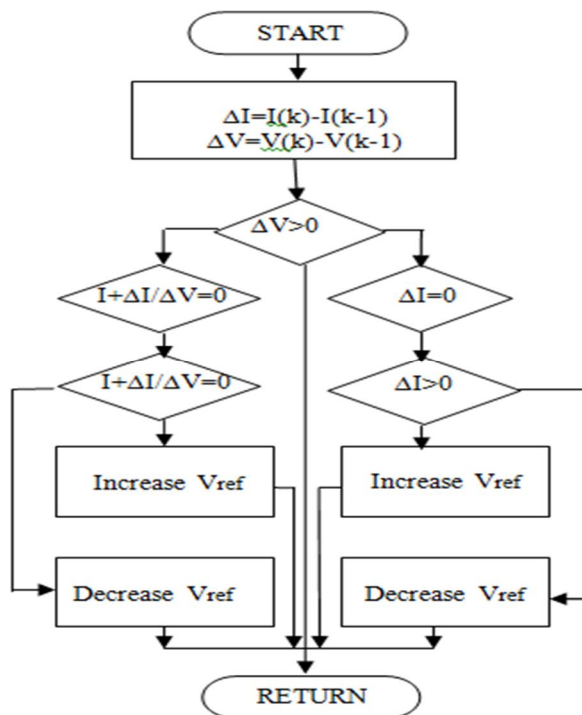 START
ΔI=I(k)-I(k-1)
ΔV=V(k)-V(k-1)
ΔV>0
I+ΔI/ΔV=0
ΔI=0
I+ΔI/ΔV=0
ΔI>0
Increase Vref
Increase Vref
Decrease Vref
Decrease Vref
RETURN